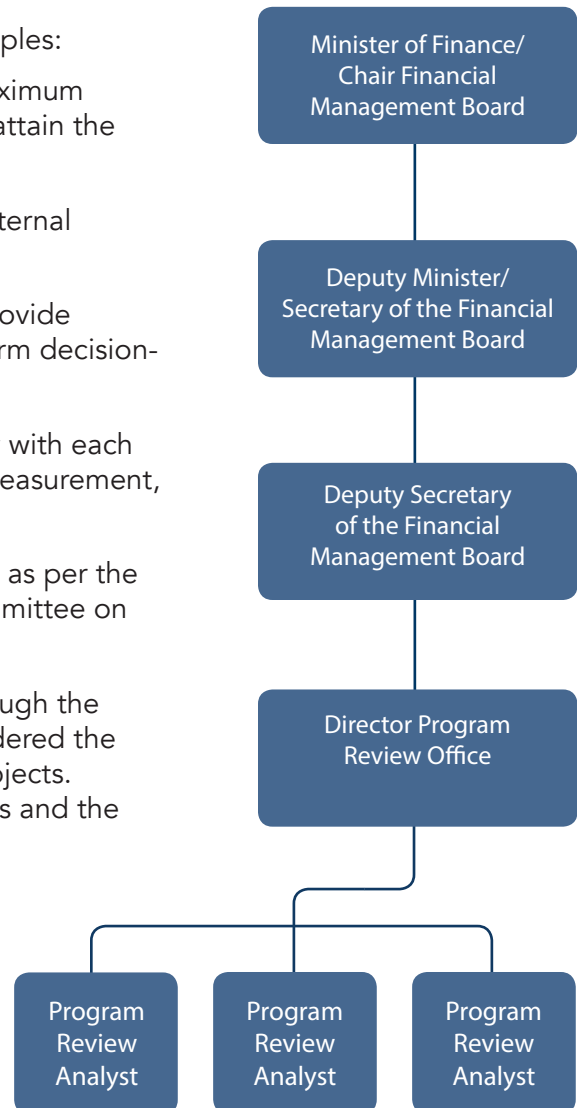 ples:
ximum
attain the
ternal
ovide
rm decision-
with each
easurement,
as per the
mmittee on
ugh the
dered the
ojects.
s and the
Minister of Finance/
Chair Financial
Management Board
Deputy Minister/
Secretary of the Financial
Management Board
Deputy Secretary
of the Financial
Management Board
Director Program
Review Office
Program
Review
Analyst
Program
Review
Analyst
Program
Review
Analyst